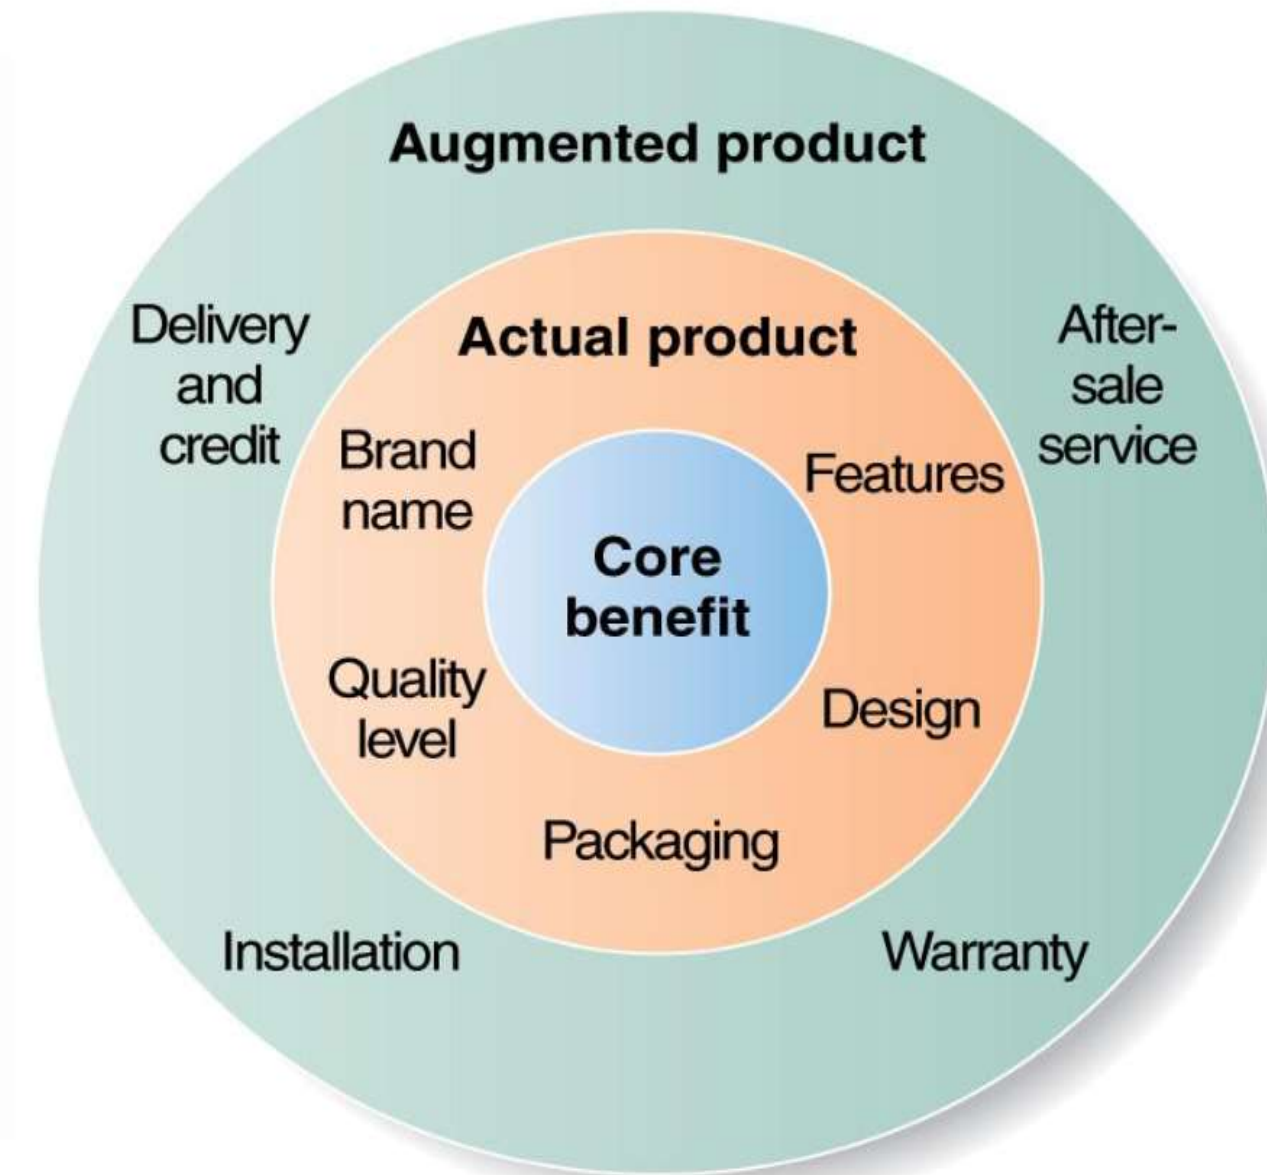 Augmented product
Delivery
and
credit
After-
sale
service
Actual product
Brand
name
Features
Core
benefit
Quality
level
Design
Packaging
Installation
Warranty